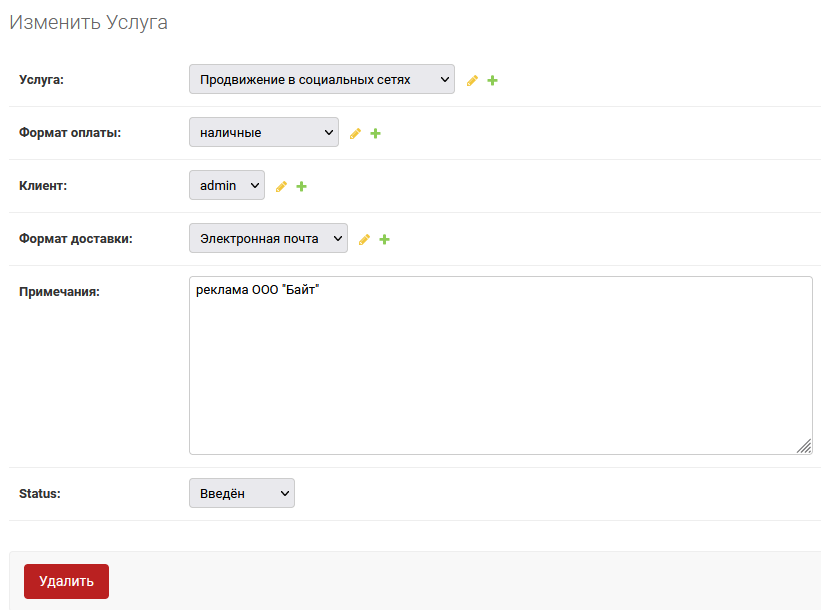 Изменить Услуга
Услуга: Продвижение в социальных сетях
Формат оплаты: наличные
Клиент: admin
Формат доставки: Электронная почта
Примечания: реклама ООО "Байт"
Status: Введён
Удалить